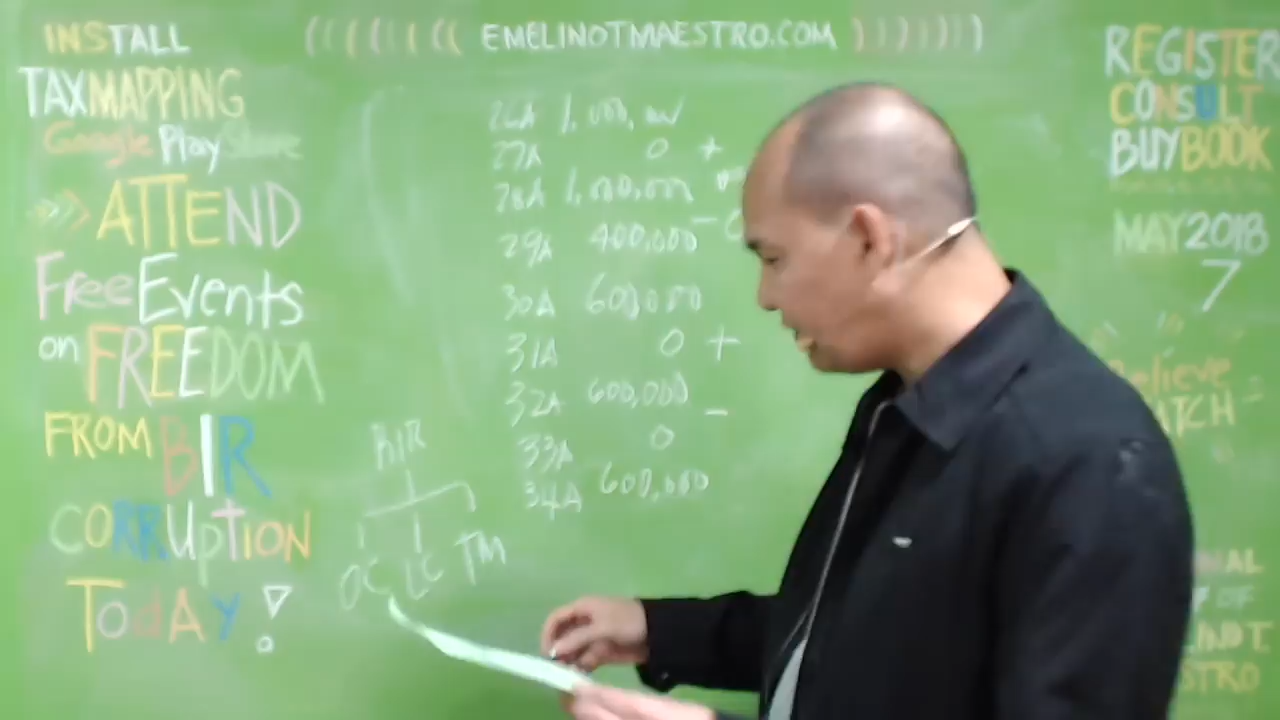 INSTALL
TAXMAPPING
Google Play Store
>>> ATTEND
Free Events
on FREEDOM
FROM BIR
CORRUPTION
TodAy!
(((((((( EMELINOTMAESTRO.COM ))))))))
26A 1,000,000
27A 0 +
28A 1,000,000
29A 400,000 -
30A 600,000
31A 0 +
32A 600,000 -
33A 0
34A 600,000
BIR
OC LC TM
REGISTER
CONSULT
BUYBOOK
MAY 2018
7
Believe